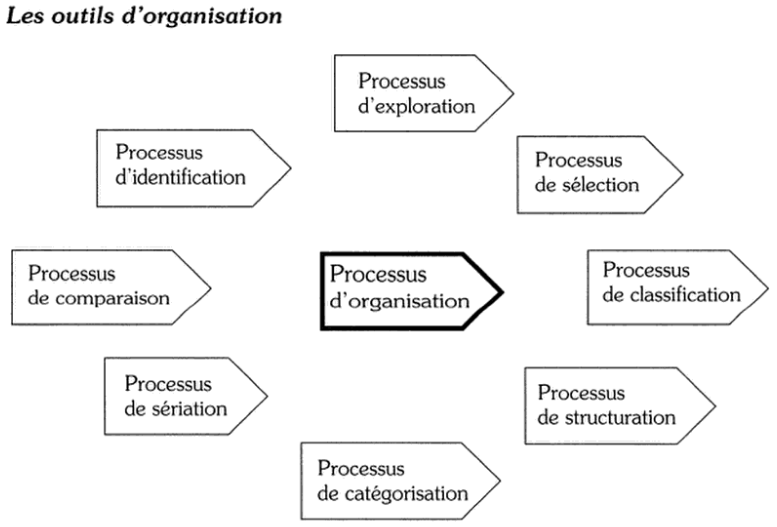 Les outils d'organisation
Processus
d'exploration
Processus
d'identification
Processus
de sélection
Processus
de comparaison
Processus
d'organisation
Processus
de classification
Processus
de sériation
Processus
de structuration
Processus
de catégorisation